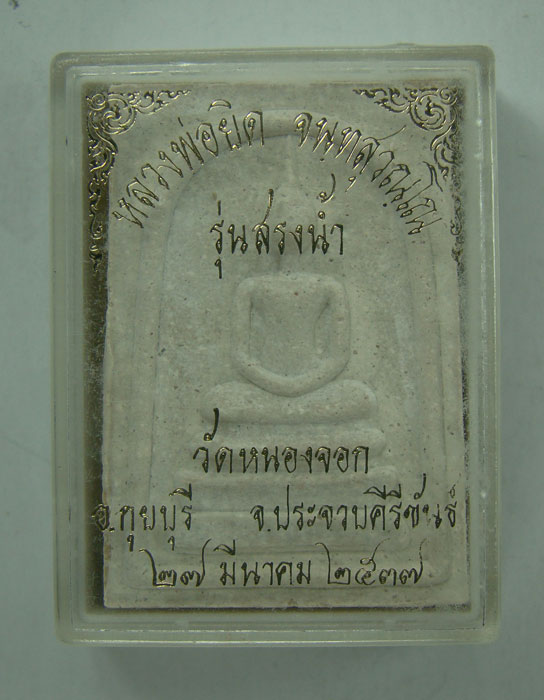 หลวงพ่อยิด จนฺทสุวณฺโณ
รุ่นสรงน้ำ
วัดหนองจอก
อ.กุยบุรี จ.ประจวบคีรีขันธ์
๒๗ มีนาคม ๒๕๓๗